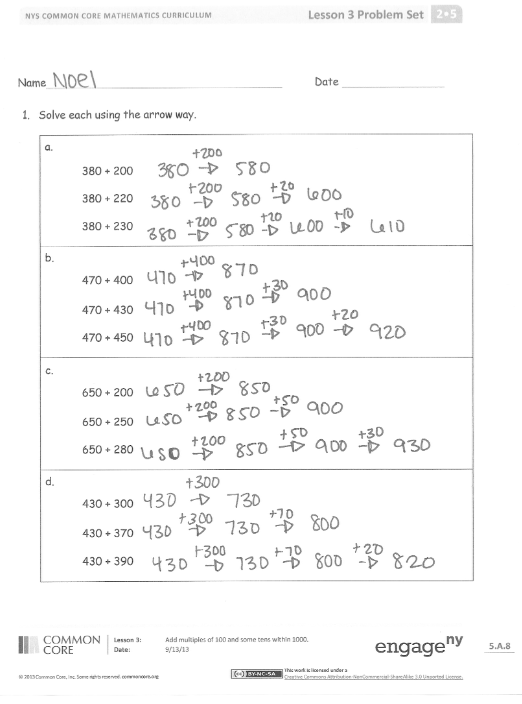 NYS COMMON CORE MATHEMATICS CURRICULUM Lesson 3 Problem Set 2•5
Name Noel Date
1. Solve each using the arrow way.
a.
+200
380 + 200 380 → 580
+200 +20
380 + 220 380 → 580 → 600
+200 +20 +10
380 + 230 380 → 580 → 600 → 610
b.
+400
470 + 400 470 → 870
+400 +30
470 + 430 470 → 870 → 900
+400 +30 +20
470 + 450 470 → 870 → 900 → 920
c.
+200
650 + 200 650 → 850
+200 +50
650 + 250 650 → 850 → 900
+200 +50 +30
650 + 280 650 → 850 → 900 → 930
d.
+300
430 + 300 430 → 730
+300 +70
430 + 370 430 → 730 → 800
+300 +70 +20
430 + 390 430 → 730 → 800 → 820
COMMON CORE
Lesson 3: Add multiples of 100 and some tens within 1000.
Date: 9/13/13
engage ny
5.A.8
© 2013 Common Core, Inc. Some rights reserved. commoncore.org
(cc) BY-NC-SA
This work is licensed under a
Creative Commons Attribution-NonCommercial-ShareAlike 3.0 Unported License.